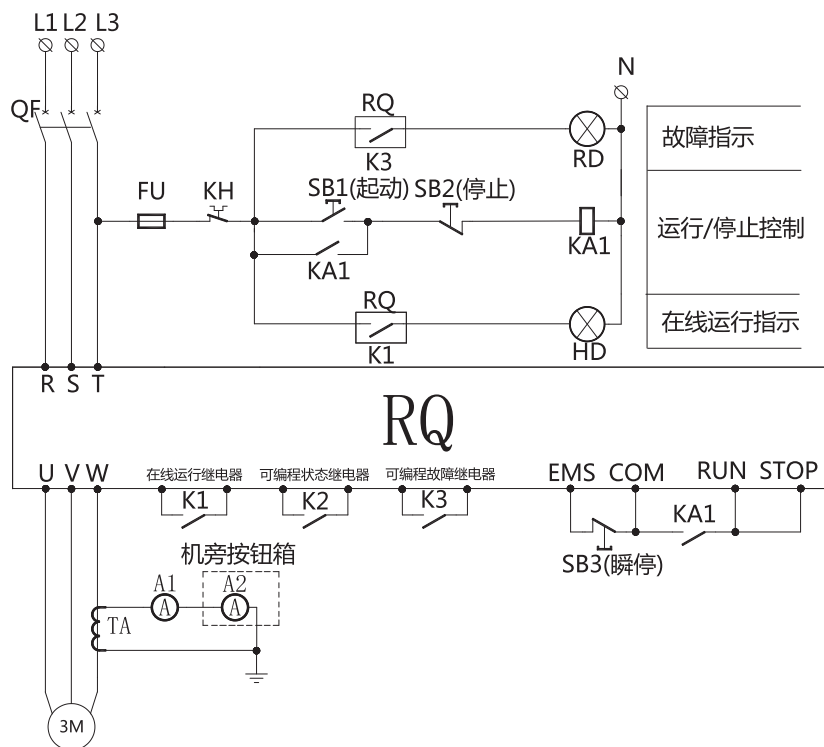 L1 L2 L3
N
QF
RQ
K3
RD
故障指示
FU KH
SB1(起动) SB2(停止)
KA1
KA1
运行/停止控制
RQ
K1
HD
在线运行指示
R S T
RQ
U V W
在线运行继电器 可编程状态继电器 可编程故障继电器
EMS COM RUN STOP
K1 K2 K3
KA1
SB3(瞬停)
机旁按钮箱
A1 A2
A A
TA
3M